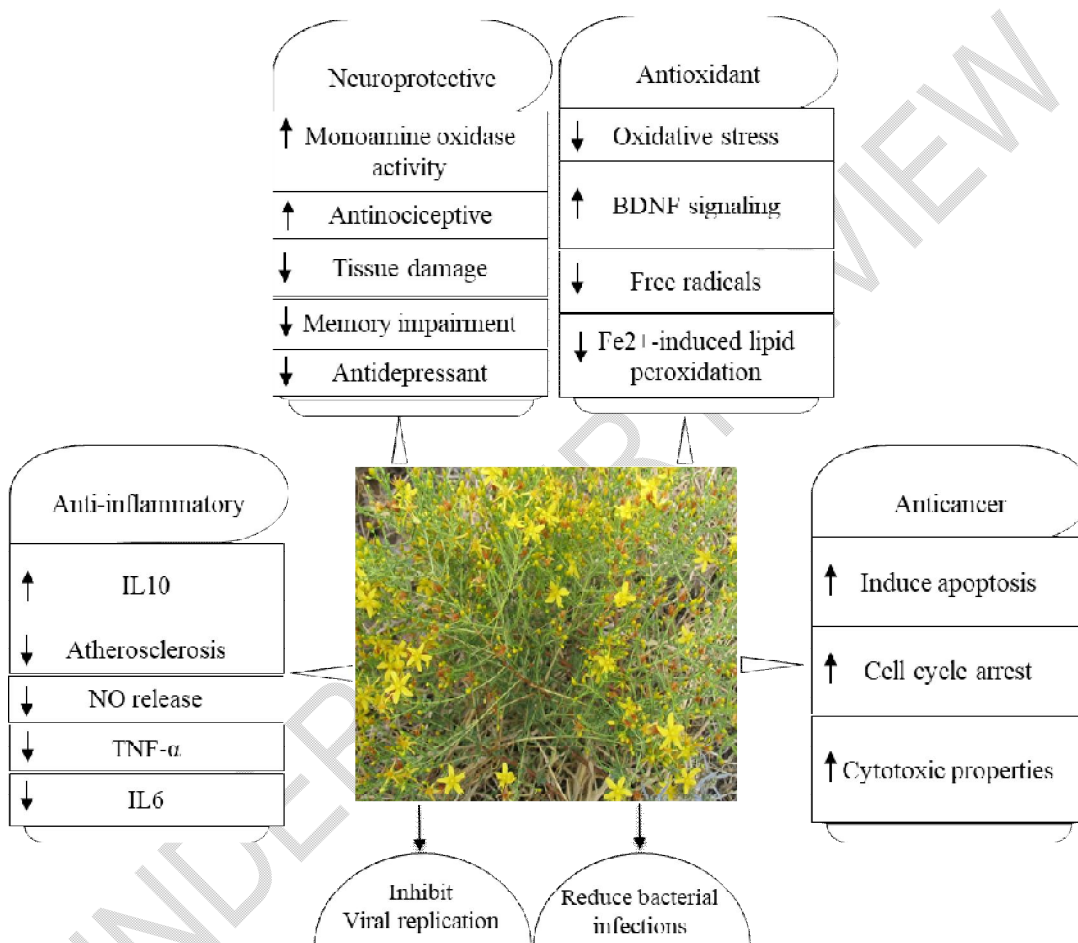 Neuroprotective
↑ Monoamine oxidase
activity
↑ Antinociceptive
↓ Tissue damage
↓ Memory impairment
↓ Antidepressant
Antioxidant
↓ Oxidative stress
↑ BDNF signaling
↓ Free radicals
↓ Fe2+-induced lipid
peroxidation
Anti-inflammatory
↑ IL10
↓ Atherosclerosis
↓ NO release
↓ TNF-α
↓ IL6
Anticancer
↑ Induce apoptosis
↑ Cell cycle arrest
↑ Cytotoxic properties
Inhibit
Viral replication
Reduce bacterial
infections
UNDER PEER REVIEW